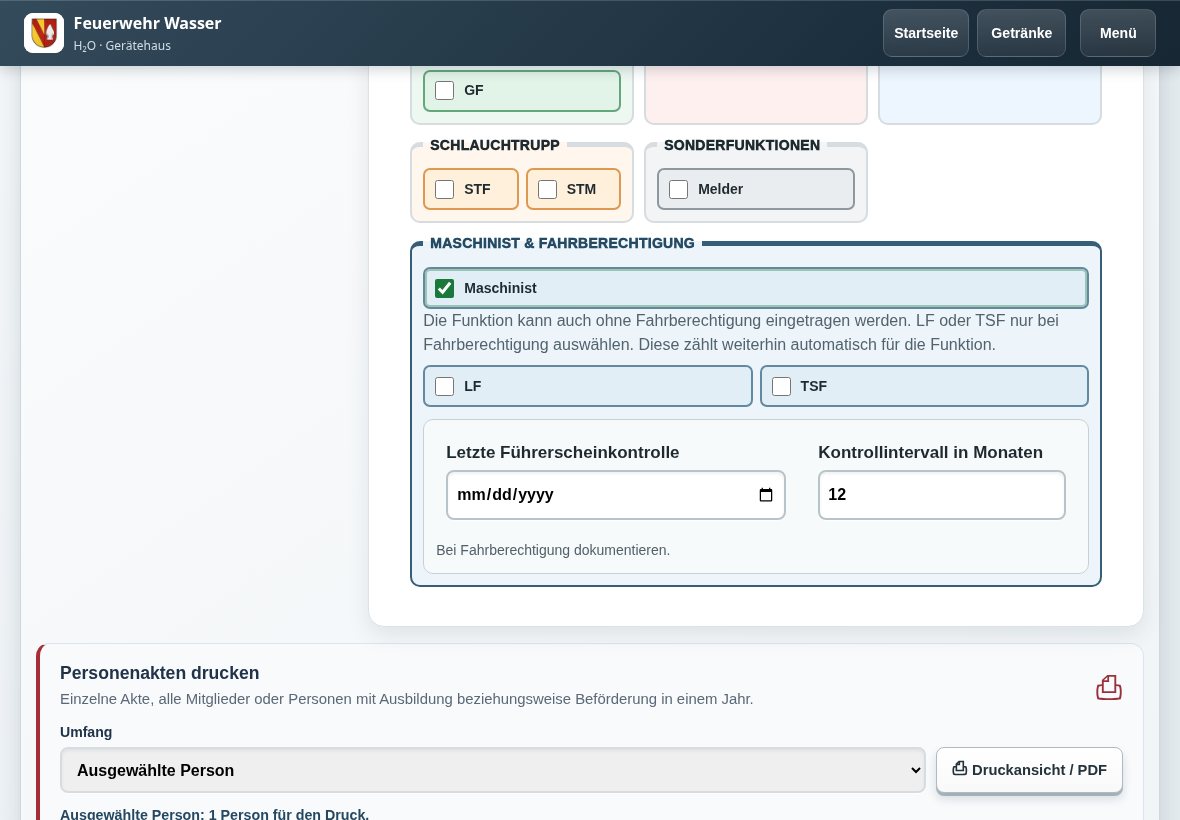 Feuerwehr Wasser
H₂O · Gerätehaus
Startseite
Getränke
Menü
GF
SCHLAUCHTRUPP
SONDERFUNKTIONEN
STF
STM
Melder
MASCHINIST & FAHRBERECHTIGUNG
Maschinist
Die Funktion kann auch ohne Fahrberechtigung eingetragen werden. LF oder TSF nur bei
Fahrberechtigung auswählen. Diese zählt weiterhin automatisch für die Funktion.
LF
TSF
Letzte Führerscheinkontrolle
Kontrollintervall in Monaten
mm/dd/yyyy
12
Bei Fahrberechtigung dokumentieren.
Personenakten drucken
Einzelne Akte, alle Mitglieder oder Personen mit Ausbildung beziehungsweise Beförderung in einem Jahr.
Umfang
Ausgewählte Person
Druckansicht / PDF
Ausgewählte Person: 1 Person für den Druck.